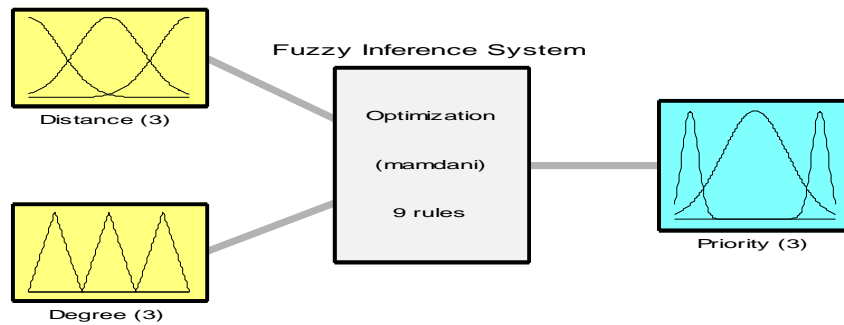 Fuzzy Inference System
Distance (3)
Optimization
(mamdani)
9 rules
Priority (3)
Degree (3)